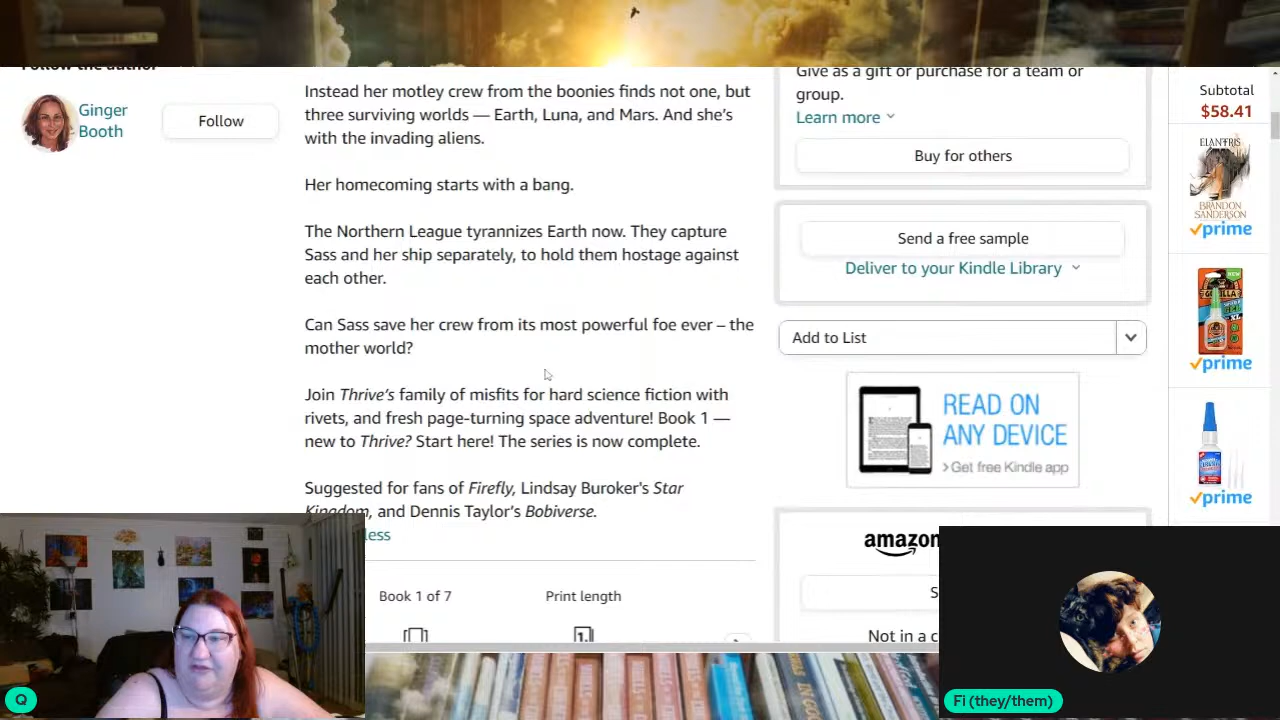 Follow the author
Ginger
Booth
Follow
Instead her motley crew from the boonies finds not one, but
three surviving worlds — Earth, Luna, and Mars. And she's
with the invading aliens.
Her homecoming starts with a bang.
The Northern League tyrannizes Earth now. They capture
Sass and her ship separately, to hold them hostage against
each other.
Can Sass save her crew from its most powerful foe ever – the
mother world?
Join Thrive's family of misfits for hard science fiction with
rivets, and fresh page-turning space adventure! Book 1 —
new to Thrive? Start here! The series is now complete.
Suggested for fans of Firefly, Lindsay Buroker's Star
Kingdom, and Dennis Taylor's Bobiverse.
less
Book 1 of 7
Print length
Give as a gift or purchase for a team or
group.
Learn more
Buy for others
Send a free sample
Deliver to your Kindle Library
Add to List
READ ON
ANY DEVICE
>Get free Kindle app
amazon
S
Not in a c
Subtotal
$58.41
ELANTRIS
BRANDON
SANDERSON
prime
GORILLA
prime
prime
Q
Fi (they/them)